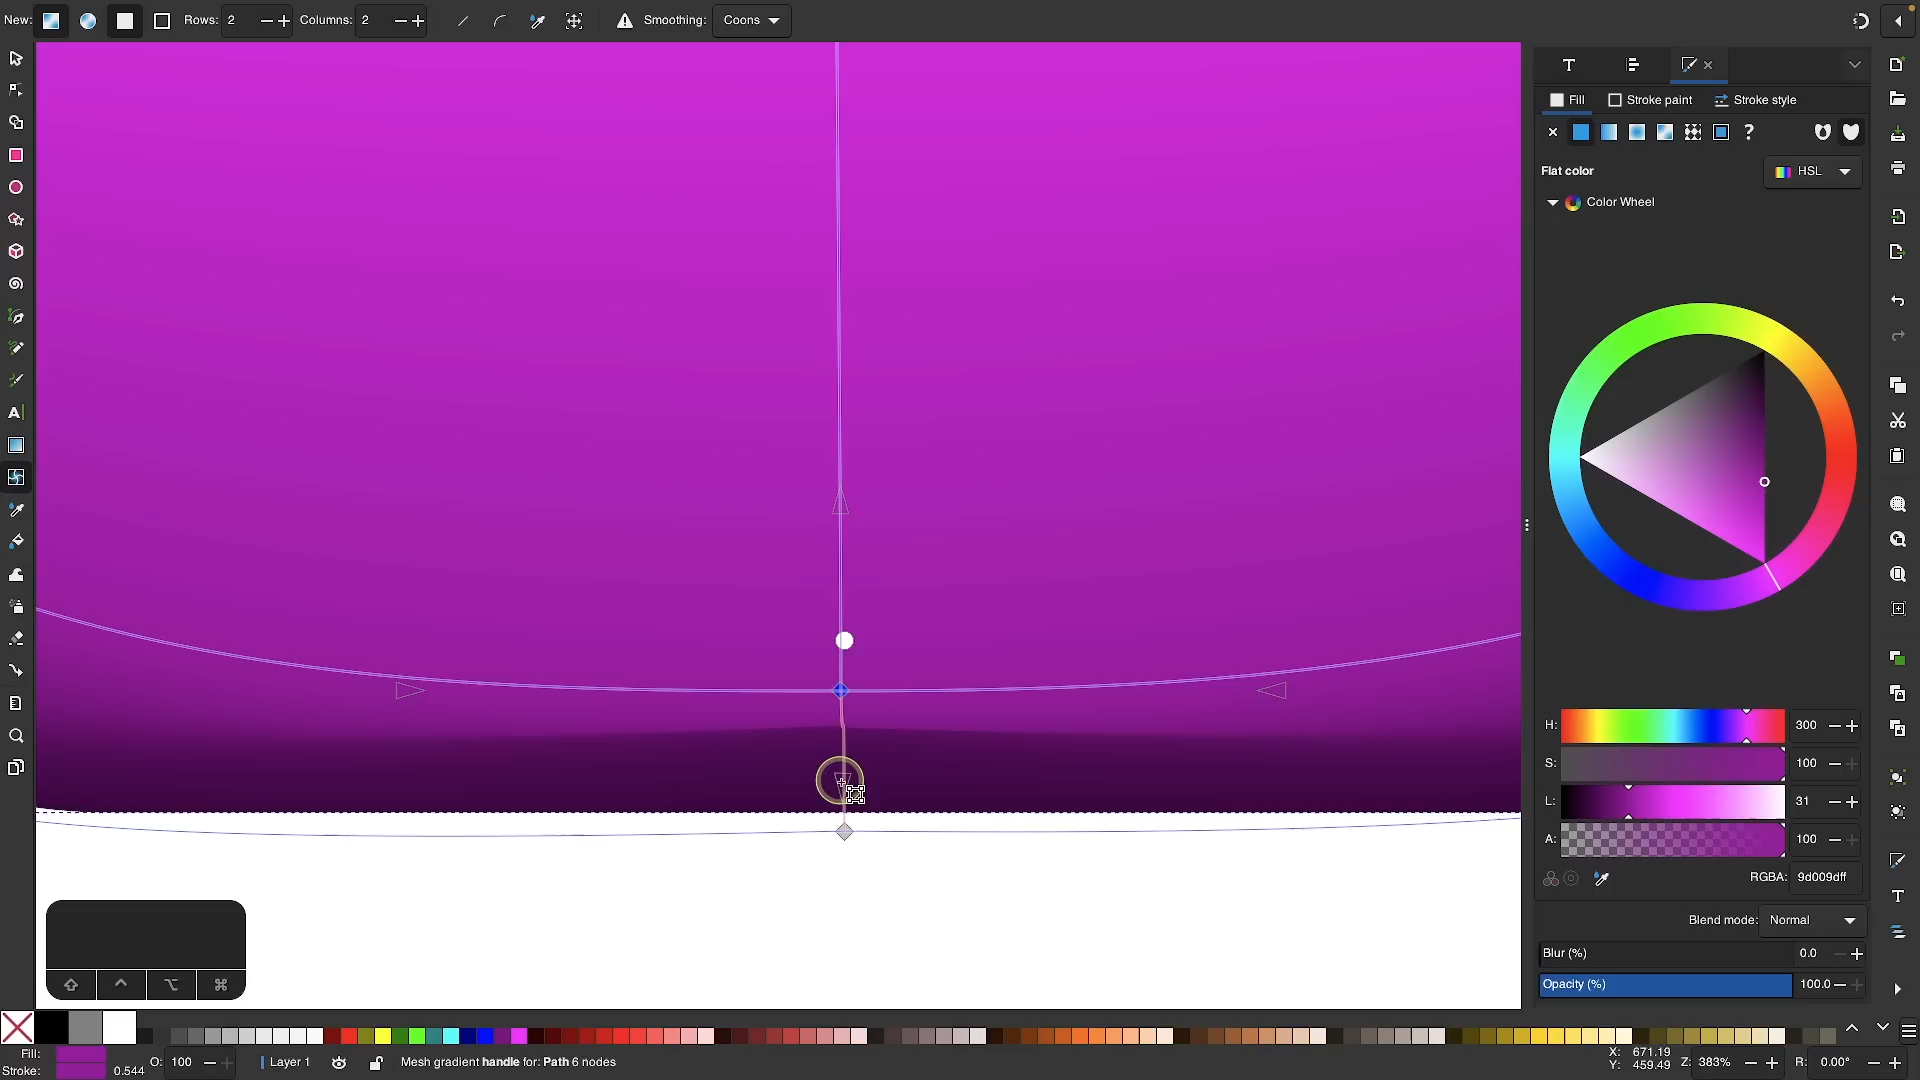 New: Rows: 2 Columns: 2 Smoothing: Coons
Fill Stroke paint Stroke style
Flat color HSL
Color Wheel
H: 300
S: 100
L: 31
A: 100
RGBA: 9d009dff
Blend mode: Normal
Blur (%) 0.0
Opacity (%) 100.0
Fill: O: 100 Layer 1 Mesh gradient handle for: Path 6 nodes X: 671.19 Z: 383% R: 0.00°
Stroke: 0.544 Y: 459.49